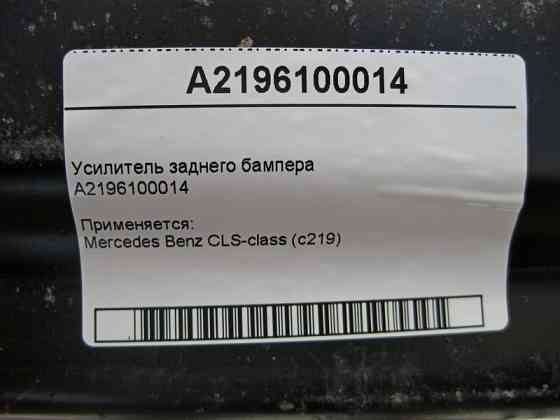 A2196100014
Усилитель заднего бампера
A2196100014
Применяется:
Mercedes Benz CLS-class (c219)